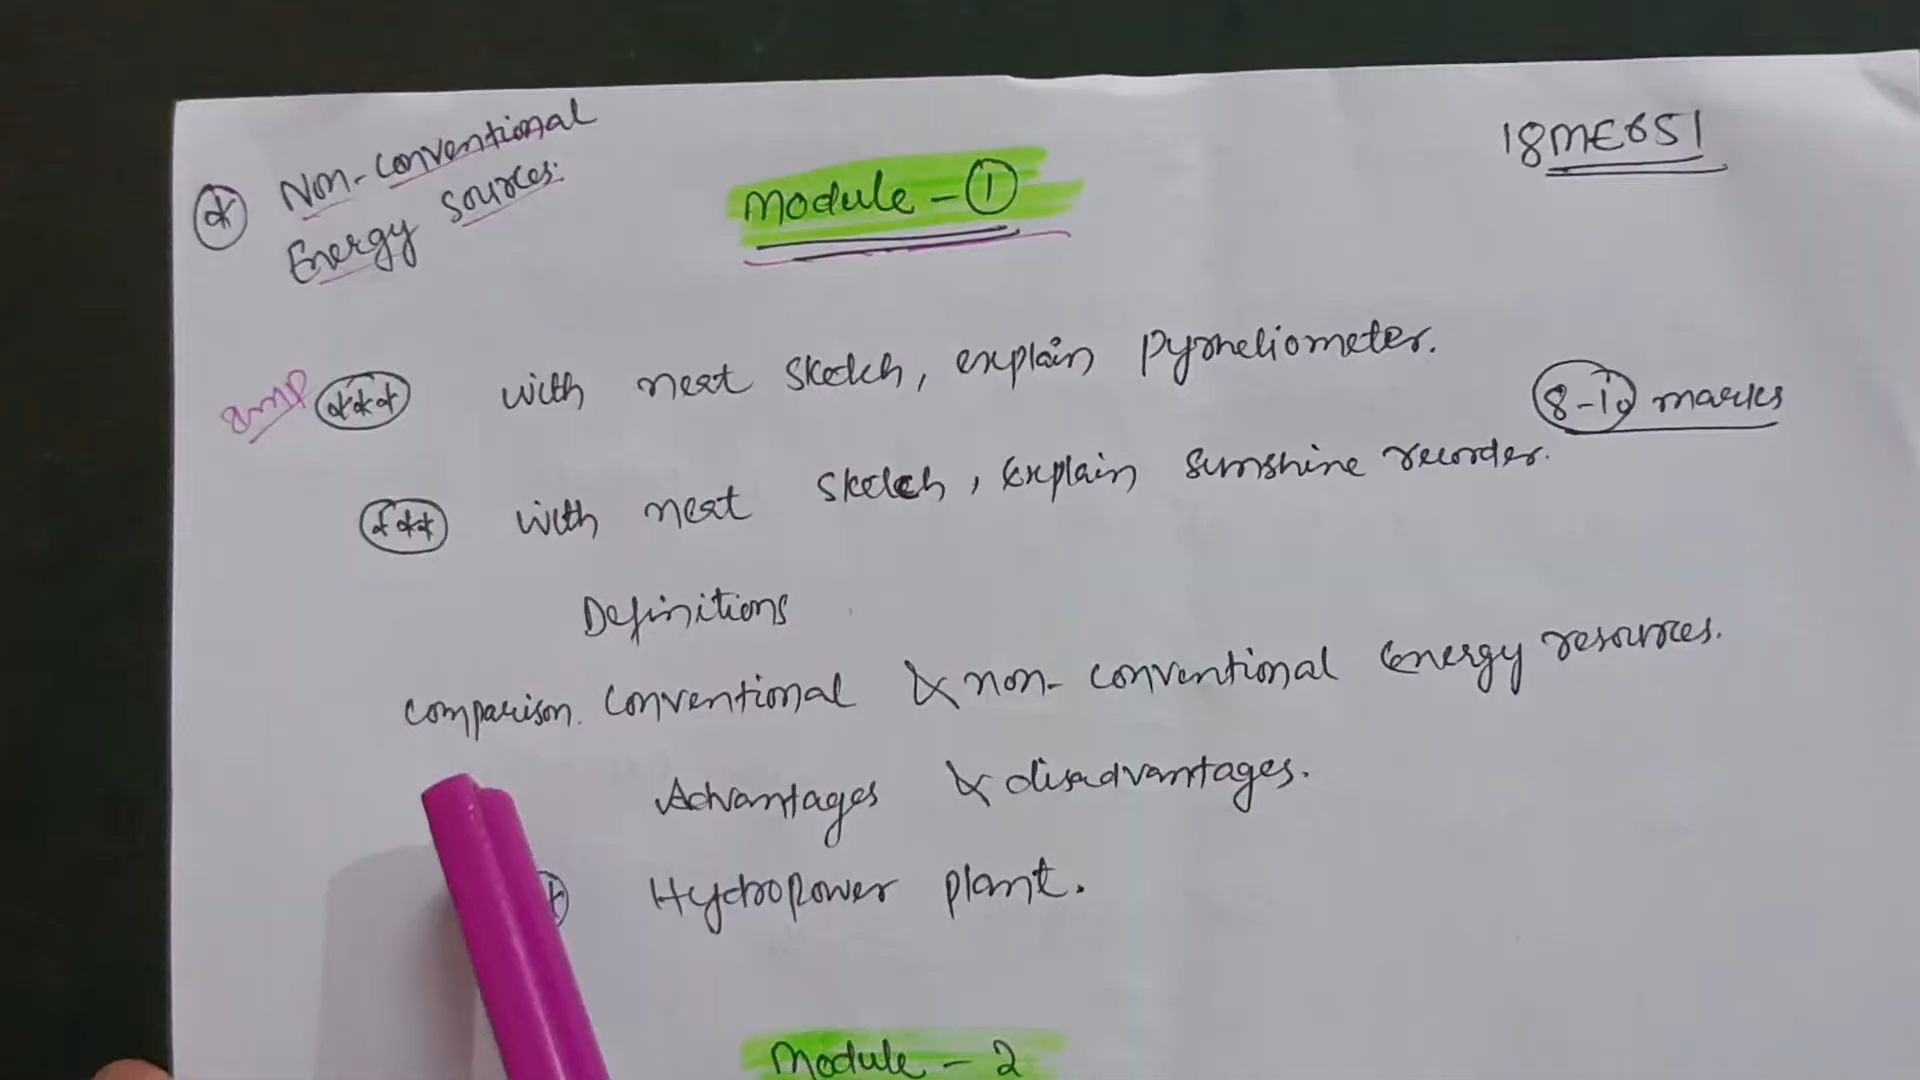 Non-Conventional
Energy Sources:
18ME651
Module - 1
Imp *** with neat sketch, explain Pyrheliometer.
8-10 marks
*** with neat sketch, explain sunshine recorder.
Definitions
Comparison. Conventional & non-conventional energy resources.
Advantages & disadvantages.
Hydropower plant.
Module - 2